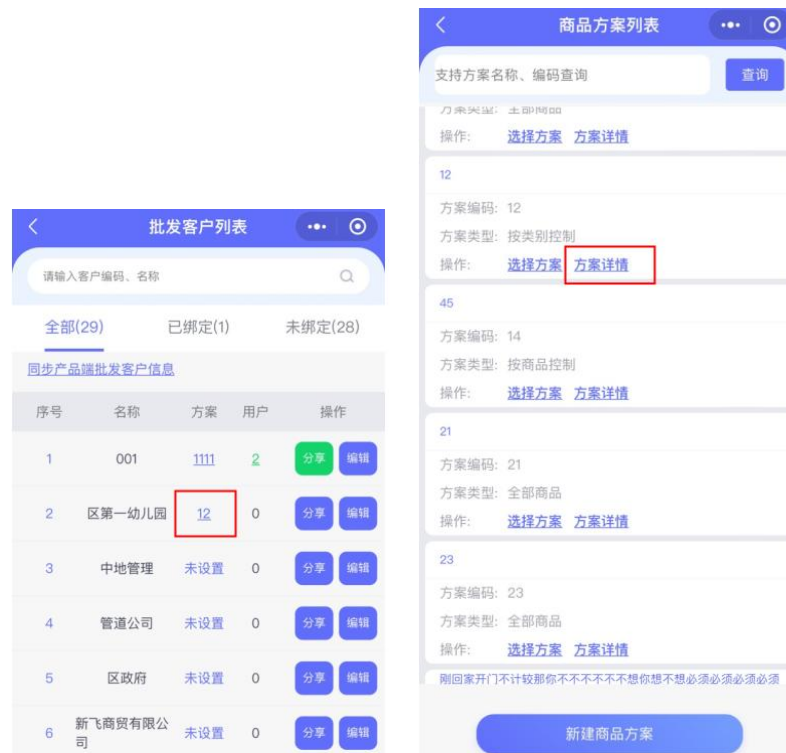 批发客户列表
请输入客户编码、名称
全部(29) 已绑定(1) 未绑定(28)
同步产品端批发客户信息
序号 名称 方案 用户 操作
1 001 1111 2 分享 编辑
2 区第一幼儿园 12 0 分享 编辑
3 中地管理 未设置 0 分享 编辑
4 管道公司 未设置 0 分享 编辑
5 区政府 未设置 0 分享 编辑
6 新飞商贸有限公
司 未设置 0 分享 编辑
商品方案列表
支持方案名称、编码查询 查询
方案类型: 全部商品
操作: 选择方案 方案详情
12
方案编码: 12
方案类型: 按类别控制
操作: 选择方案 方案详情
45
方案编码: 14
方案类型: 按商品控制
操作: 选择方案 方案详情
21
方案编码: 21
方案类型: 全部商品
操作: 选择方案 方案详情
23
方案编码: 23
方案类型: 全部商品
操作: 选择方案 方案详情
刚回家开门不计较那你不不不不不不想你想不想必须必须必须必须
新建商品方案